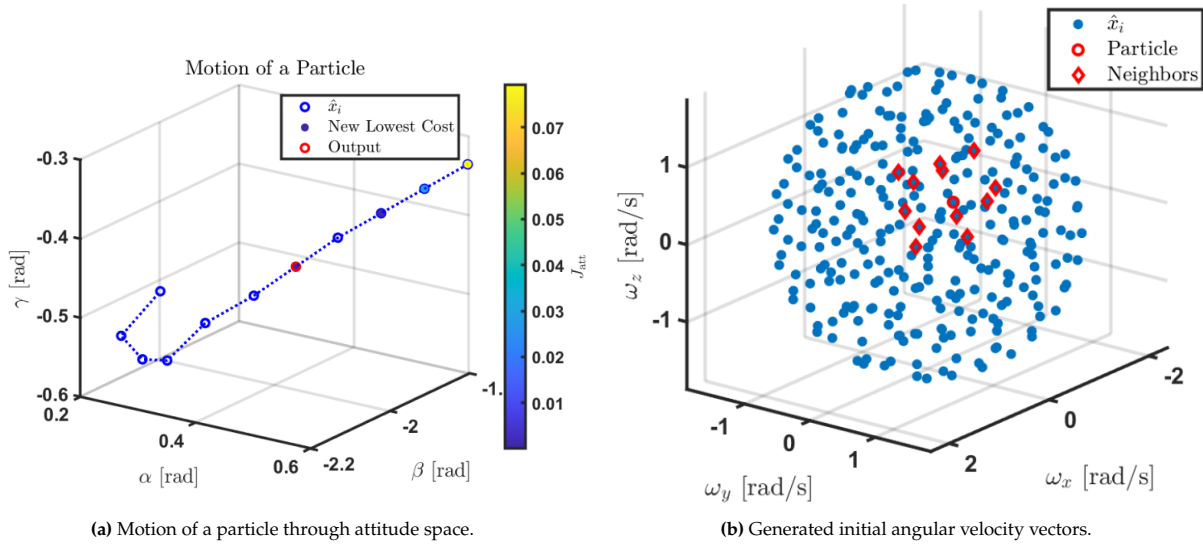 Motion of a Particle
x̂ᵢ
New Lowest Cost
Output
-0.3
-0.4
-0.5
-0.6
γ [rad]
0.2
0.4
0.6
α [rad]
-2.2
-2
-1.
β [rad]
0.07
0.06
0.05
0.04
0.03
0.02
0.01
J_att
(a) Motion of a particle through attitude space.
x̂ᵢ
Particle
Neighbors
1
0
-1
ω_z [rad/s]
-1
0
1
ω_y [rad/s]
2
0
-2
ω_x [rad/s]
(b) Generated initial angular velocity vectors.